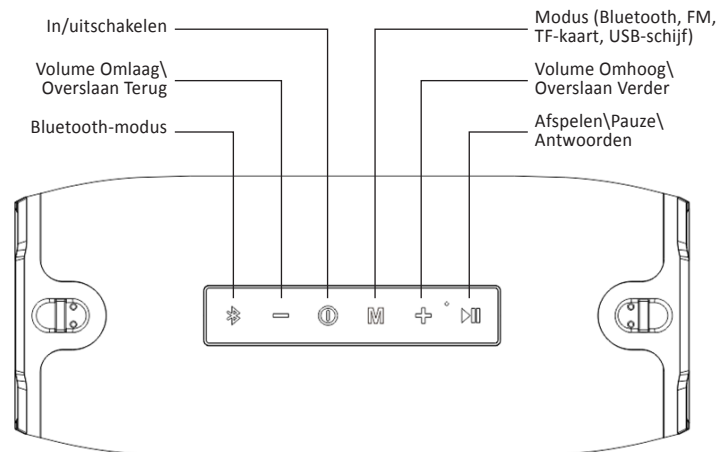 In/uitschakelen
Volume Omlaag\
Overslaan Terug
Bluetooth-modus
Modus (Bluetooth, FM,
TF-kaart, USB-schijf)
Volume Omhoog\
Overslaan Verder
Afspelen\Pauze\
Antwoorden
M